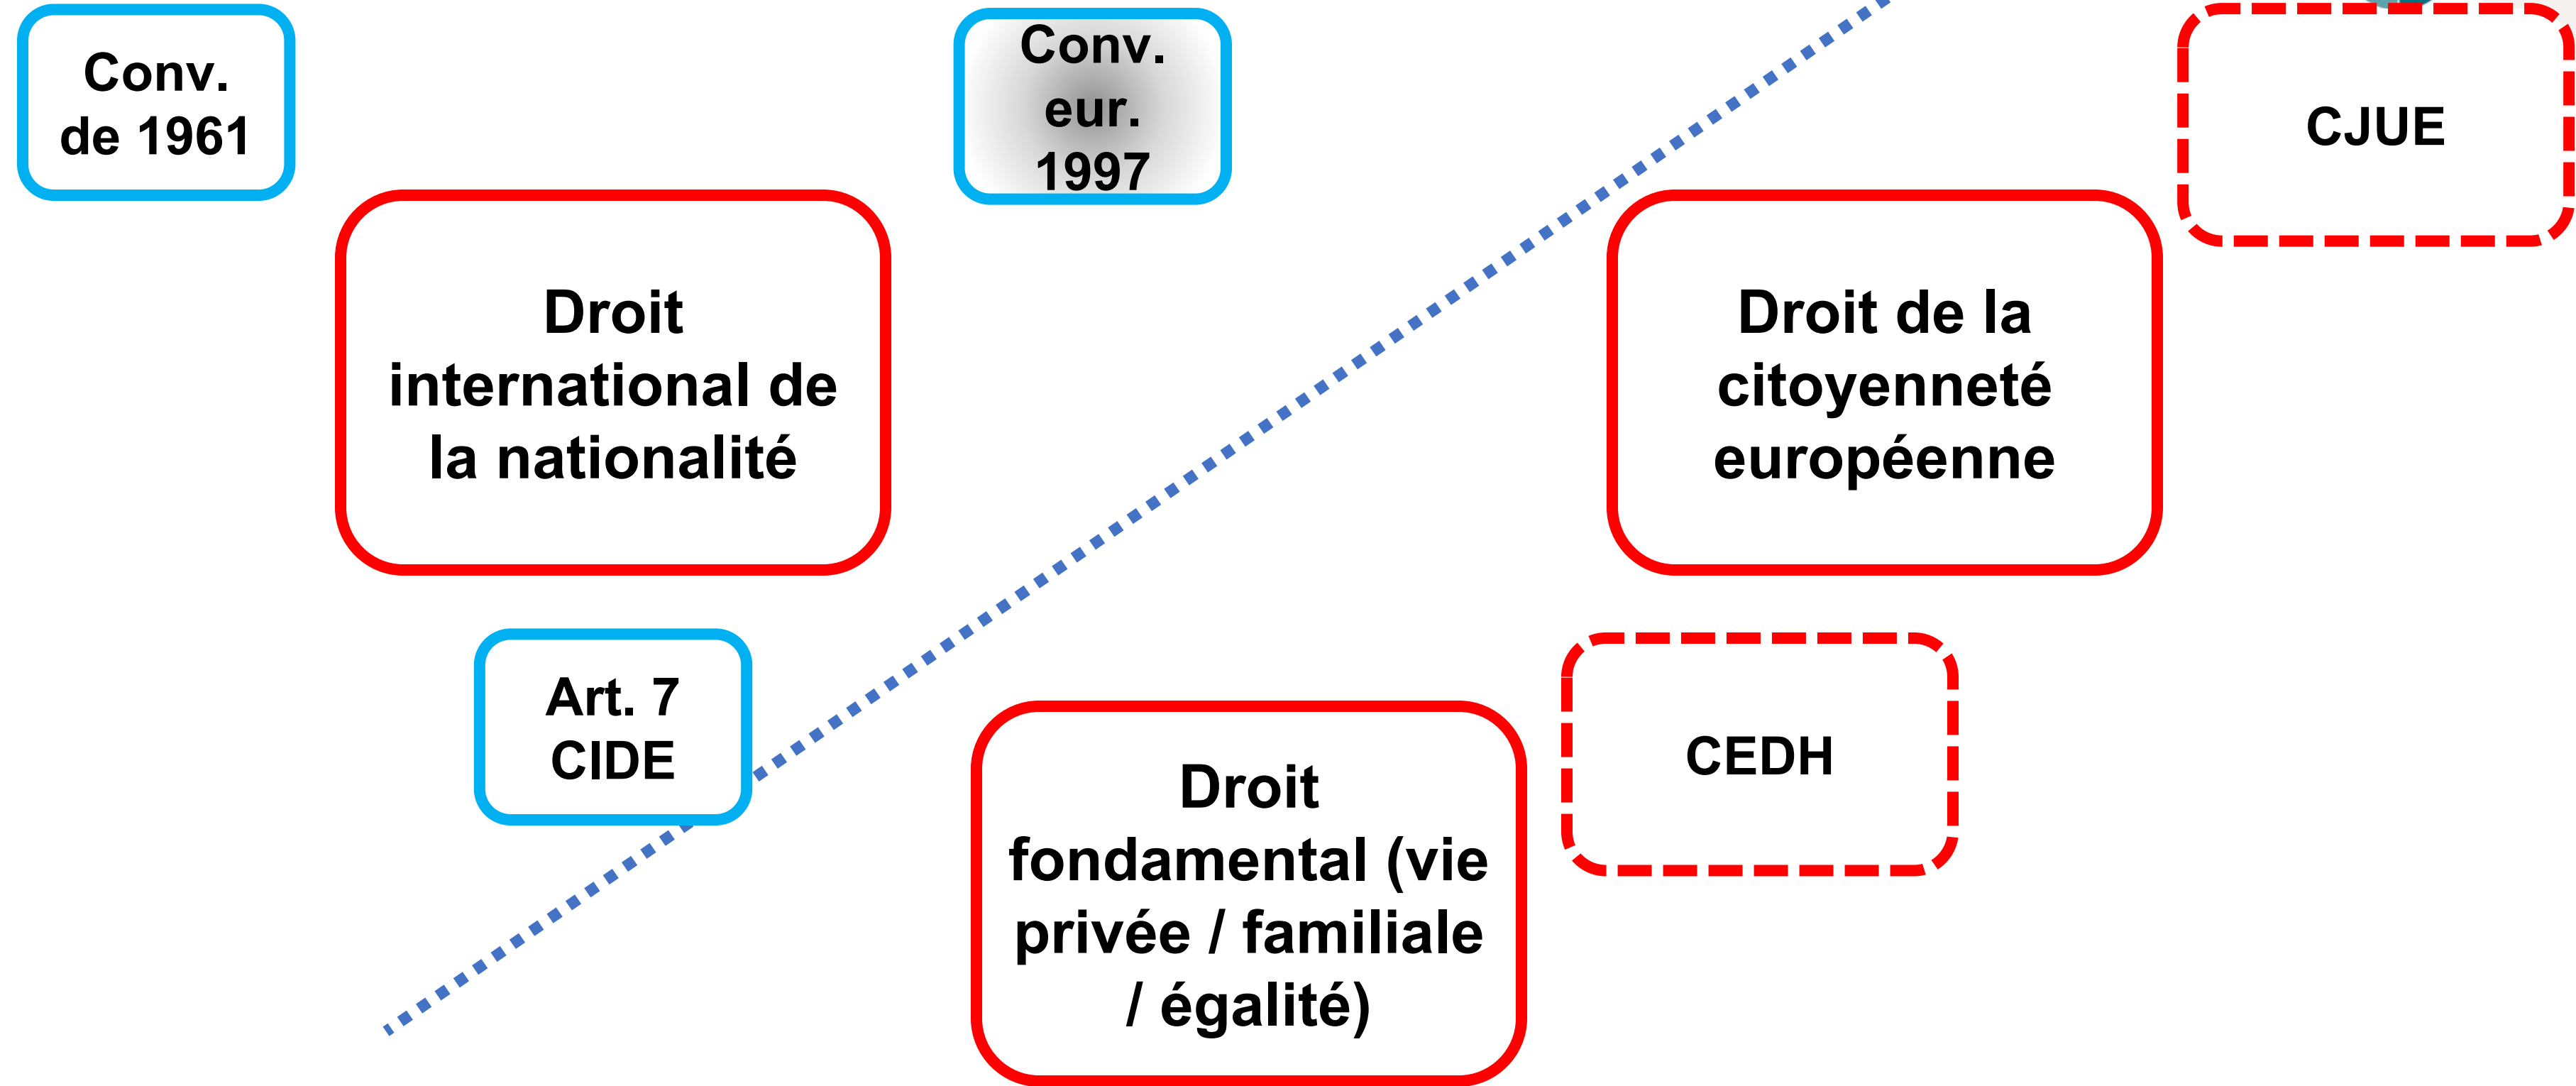 Conv.
de 1961
Conv.
eur.
1997
CJUE
Droit
international de
la nationalité
Droit de la
citoyenneté
européenne
Art. 7
CIDE
CEDH
Droit
fondamental (vie
privée / familiale
/ égalité)